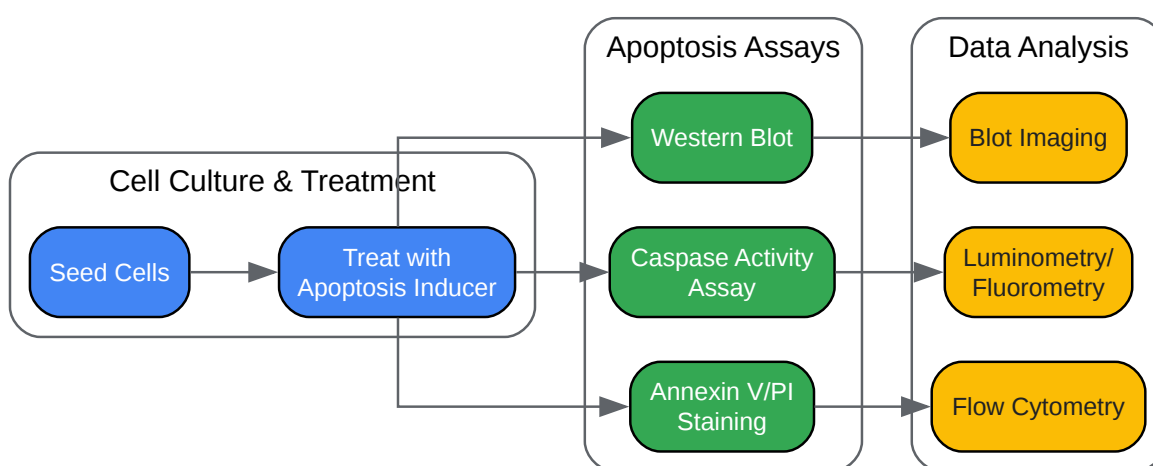 Apoptosis Assays
Data Analysis
Western Blot
Blot Imaging
Cell Culture & Treatment
Seed Cells
Treat with
Apoptosis Inducer
Caspase Activity
Assay
Luminometry/
Fluorometry
Annexin V/PI
Staining
Flow Cytometry